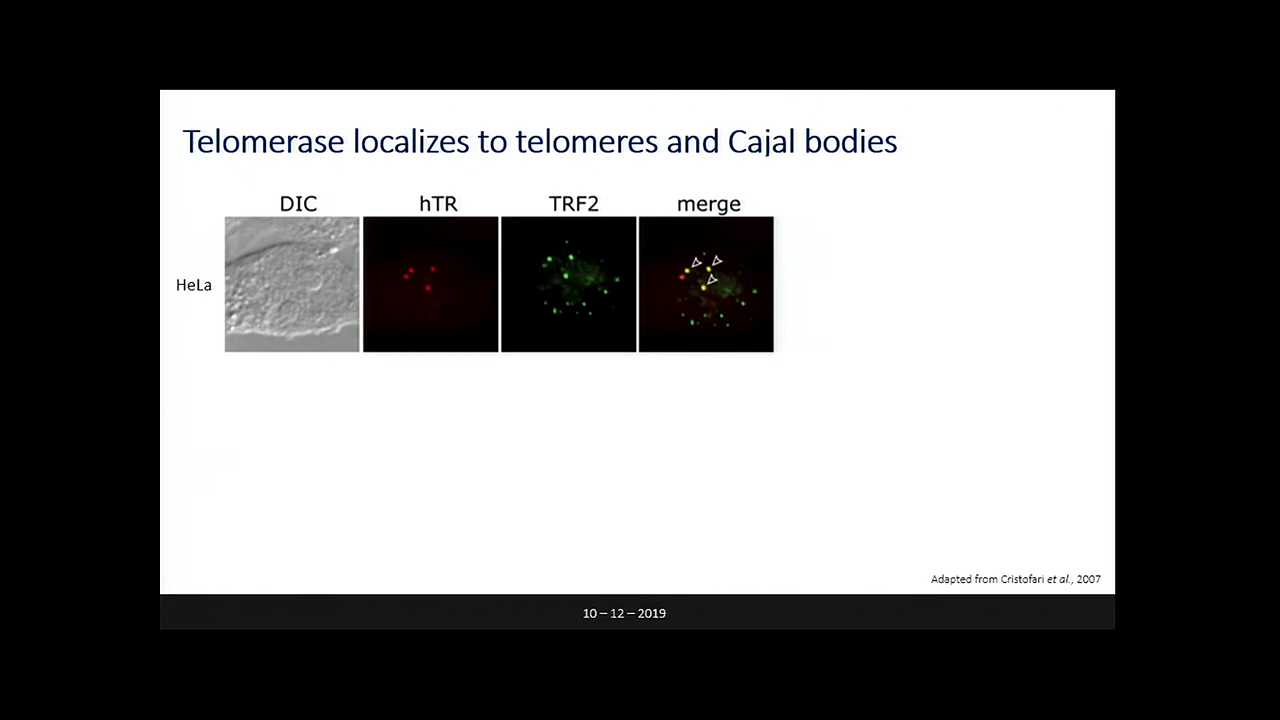 Telomerase localizes to telomeres and Cajal bodies
DIC hTR TRF2 merge
HeLa
Adapted from Cristofari et al., 2007
10 – 12 – 2019